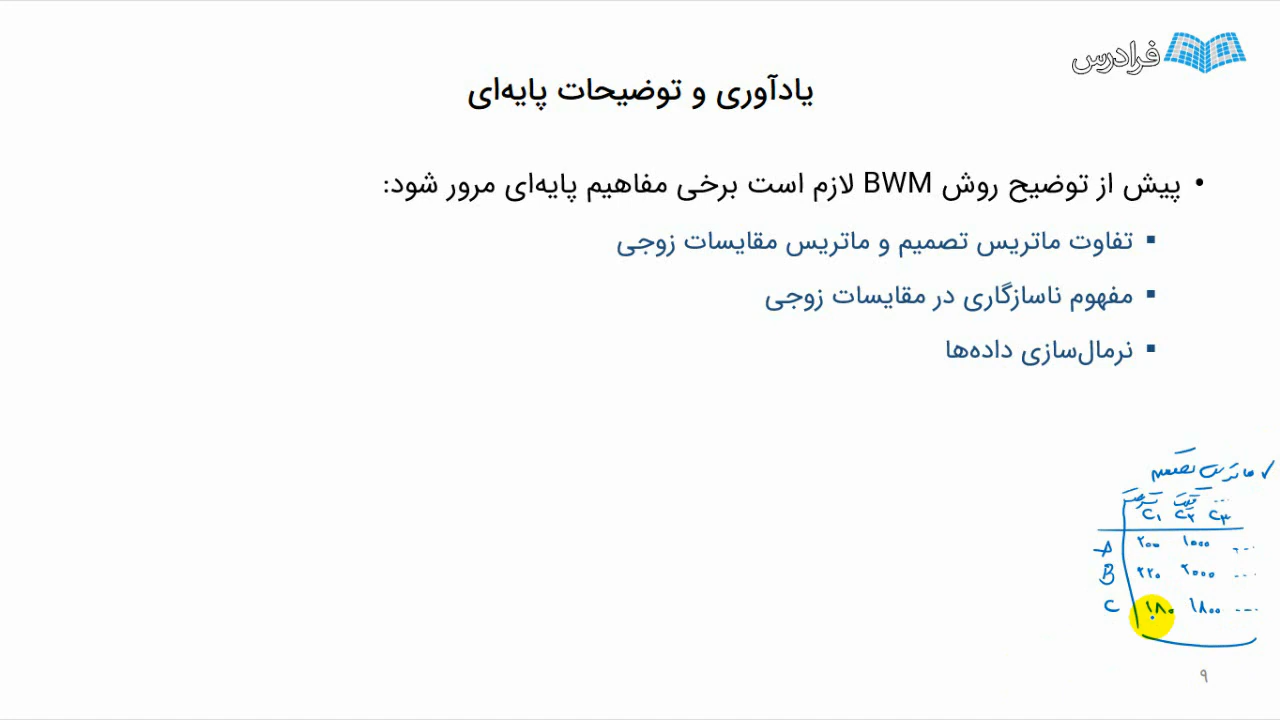 فرادرس
یادآوری و توضیحات پایه‌ای
• پیش از توضیح روش BWM لازم است برخی مفاهیم پایه‌ای مرور شود:
▪ تفاوت ماتریس تصمیم و ماتریس مقایسات زوجی
▪ مفهوم ناسازگاری در مقایسات زوجی
▪ نرمال‌سازی داده‌ها
✓ ماتریس تصمیم
سرعت قیمت ...
C۱ C۲ C۳
A ۲۰۰ ۱۰۰۰ ...
B ۲۲۰ ۲۰۰۰ ...
C ۱۸۰ ۱۸۰۰ ...
۹